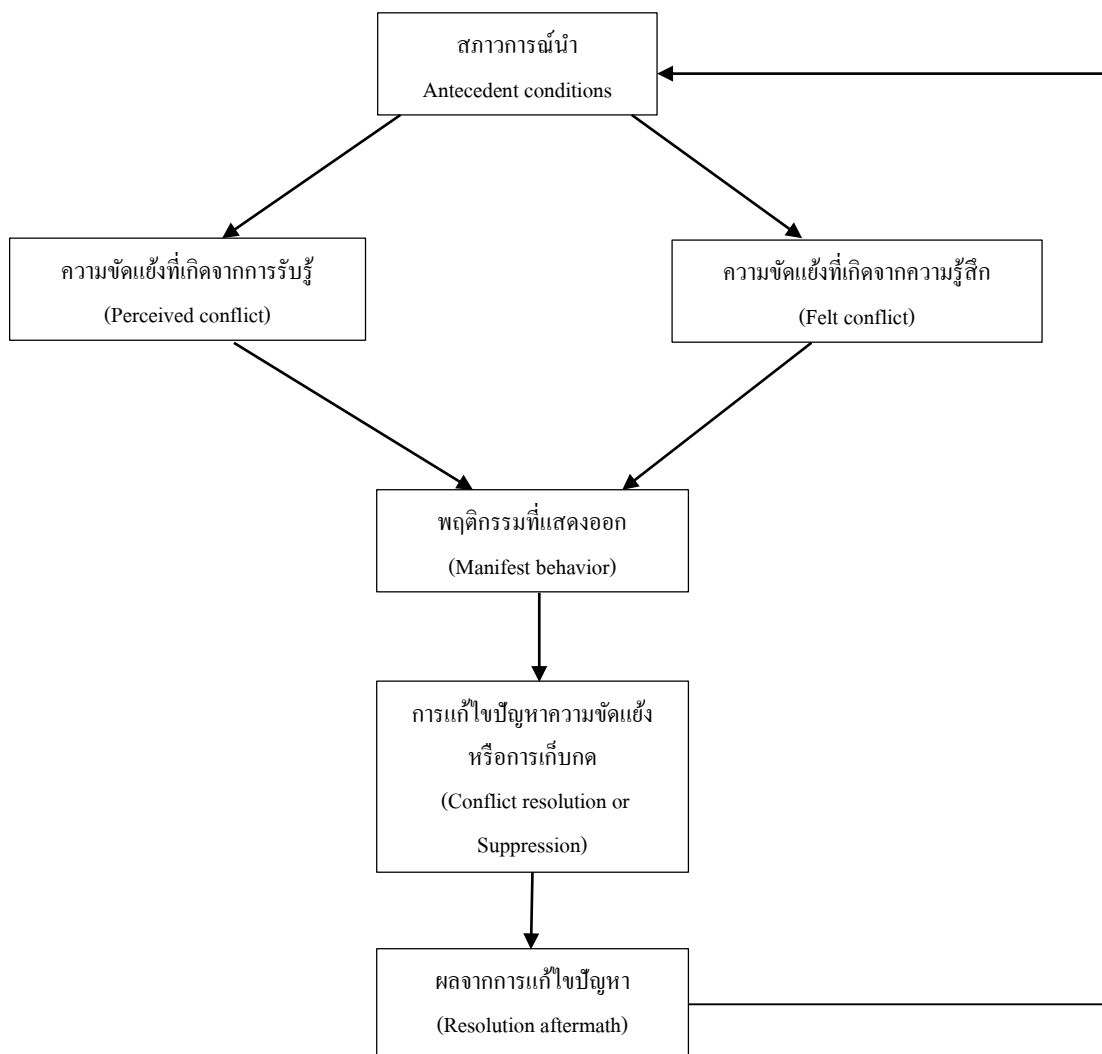 สภาวการณ์นำ
Antecedent conditions
ความขัดแย้งที่เกิดจากการรับรู้
(Perceived conflict)
ความขัดแย้งที่เกิดจากความรู้สึก
(Felt conflict)
พฤติกรรมที่แสดงออก
(Manifest behavior)
การแก้ไขปัญหาความขัดแย้ง
หรือการเก็บกด
(Conflict resolution or
Suppression)
ผลจากการแก้ไขปัญหา
(Resolution aftermath)